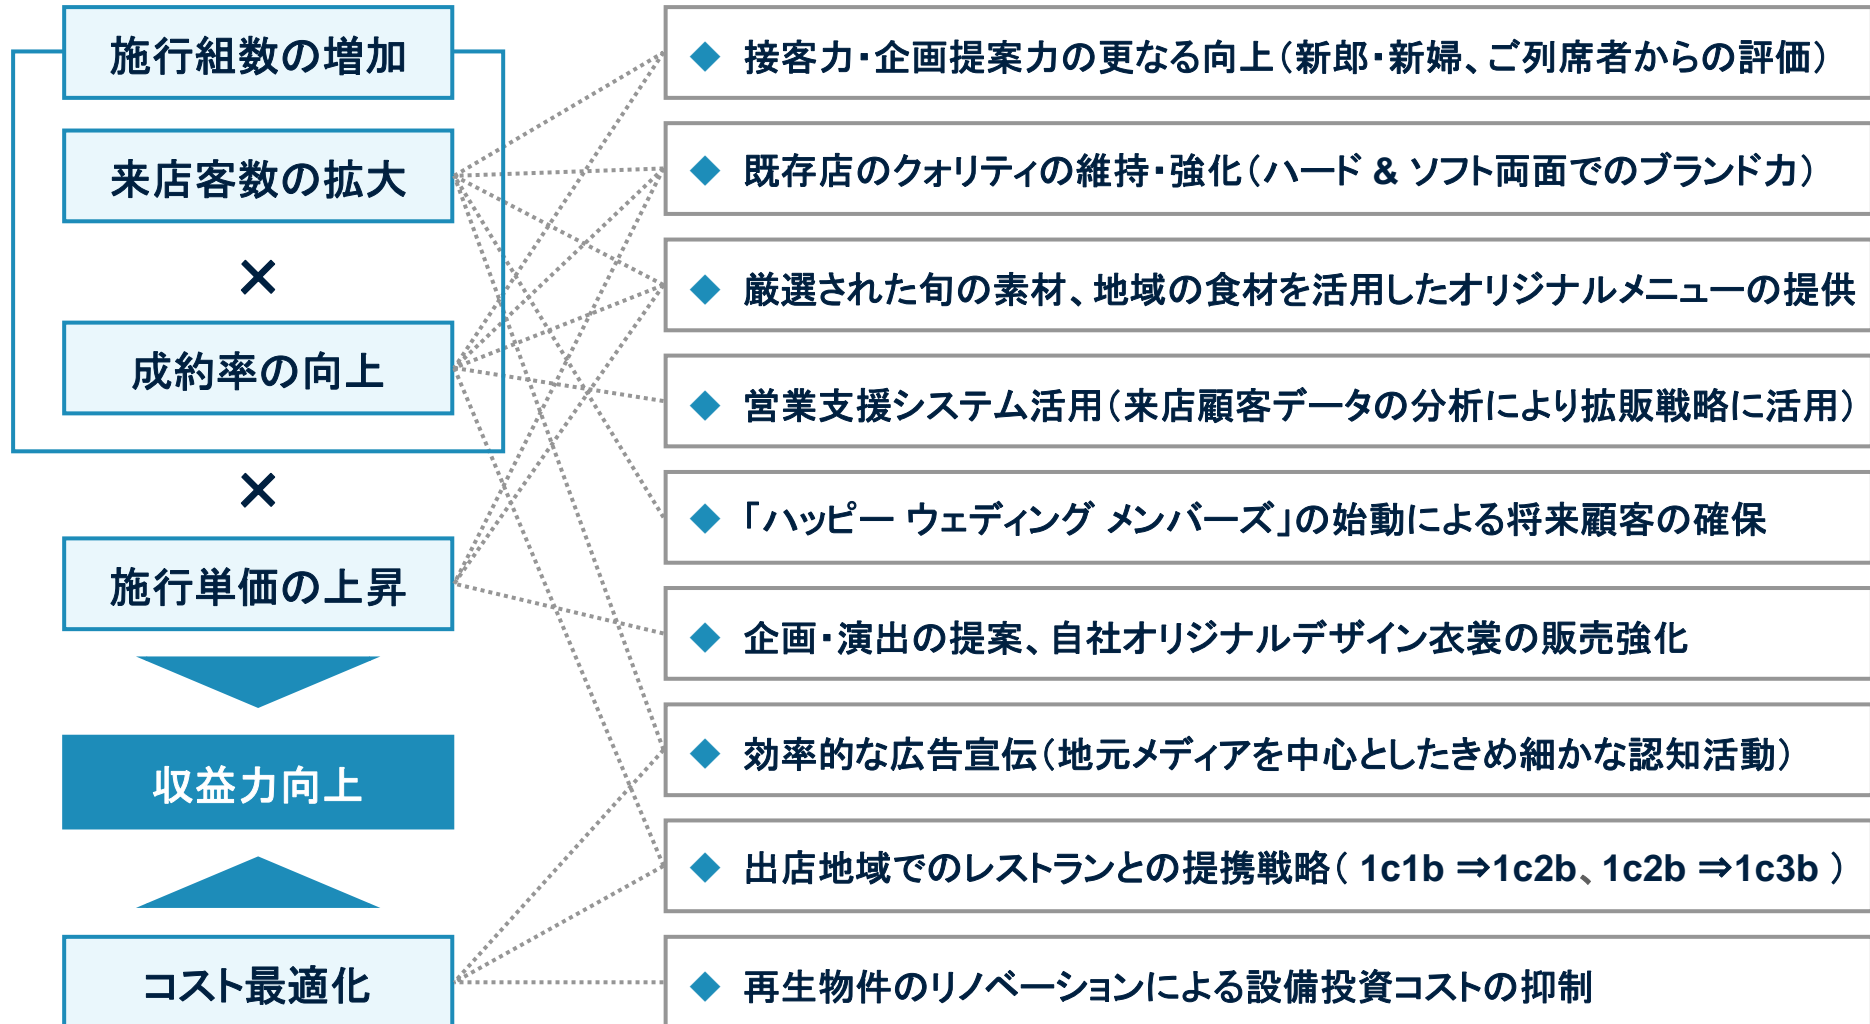 施行組数の増加
来店客数の拡大
×
成約率の向上
×
施行単価の上昇
収益力向上
コスト最適化
◆ 接客力・企画提案力の更なる向上（新郎・新婦、ご列席者からの評価）
◆ 既存店のクォリティの維持・強化（ハード & ソフト両面でのブランド力）
◆ 厳選された旬の素材、地域の食材を活用したオリジナルメニューの提供
◆ 営業支援システム活用（来店顧客データの分析により拡販戦略に活用）
◆ 「ハッピー ウェディング メンバーズ」の始動による将来顧客の確保
◆ 企画・演出の提案、自社オリジナルデザイン衣裳の販売強化
◆ 効率的な広告宣伝（地元メディアを中心としたきめ細かな認知活動）
◆ 出店地域でのレストランとの提携戦略（ 1c1b ⇒1c2b、1c2b ⇒1c3b ）
◆ 再生物件のリノベーションによる設備投資コストの抑制